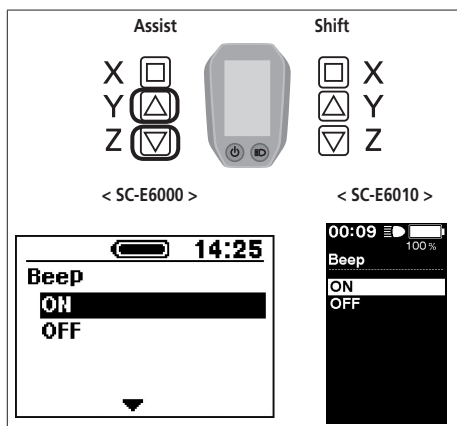 Assist Shift
X X
Y Y
Z Z
< SC-E6000 > < SC-E6010 >
14:25
Beep
ON
OFF
00:09
100 %
Beep
ON
OFF